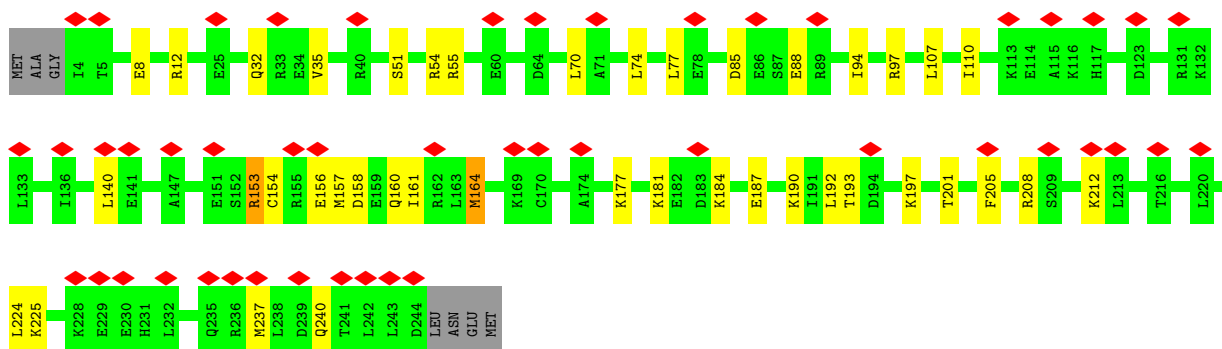 MET ALA GLY I4 T5 E8 R12 E25 Q32 R33 E34 V35 R40 S51 R54 R55 E60 D64 L70 A71 L74 L77 E78 D85 E86 S87 E88 R89 I94 R97 L107 I110 K113 E114 A115 K116 H117 D123 R131 K132
L133 I136 L140 E141 A147 E151 S152 R153 C154 R155 E156 M157 D158 E159 Q160 I161 R162 L163 M164 K169 C170 A174 K177 K181 E182 D183 K184 E187 K190 I191 L192 T193 D194 K197 T201 F205 R208 S209 K212 L213 T216 L220
L224 K225 K228 E229 E230 H231 L232 Q235 R236 M237 L238 D239 Q240 T241 L242 L243 D244 LEU ASN GLU MET